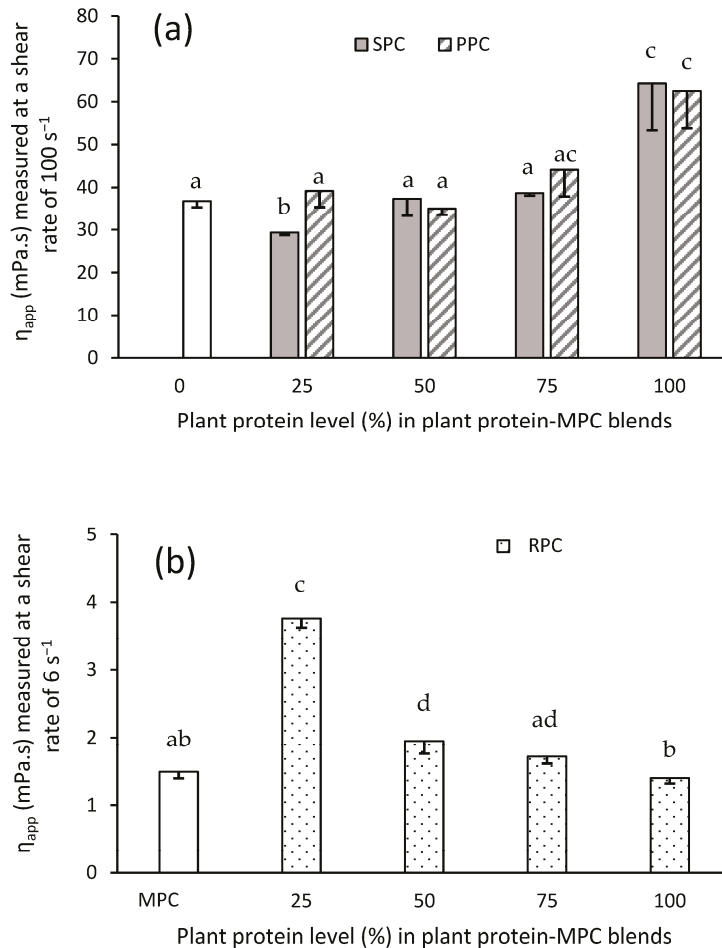 (a)
SPC PPC
80
70
60
50
40
30
20
10
0
ηapp (mPa.s) measured at a shear
rate of 100 s⁻¹
a
b
a
a
a
a
ac
c
c
0 25 50 75 100
Plant protein level (%) in plant protein-MPC blends
(b)
RPC
5
4
3
2
1
0
ηapp (mPa.s) measured at a shear
rate of 6 s⁻¹
ab
c
d
ad
b
MPC 25 50 75 100
Plant protein level (%) in plant protein-MPC blends